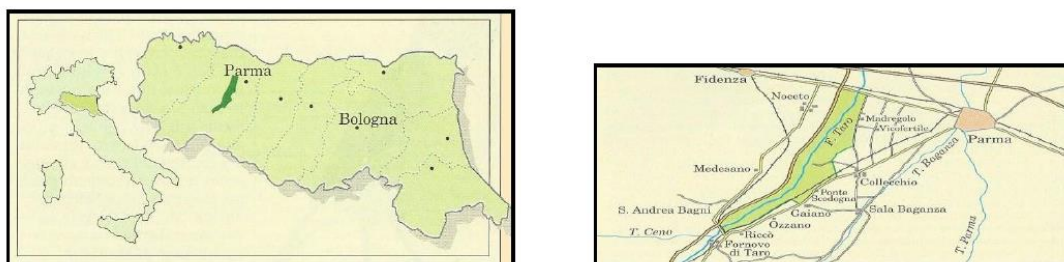 Parma
Bologna
Fidenza
Noceto
Madregolo
Vicofertile
F. Taro
Parma
T. Baganza
Medesano
Collecchio
Ponte
Scodogna
S. Andrea Bagni
Gaiano
Sala Baganza
Ozzano
T. Ceno
Riccò
Fornovo
di Taro
T. Parma